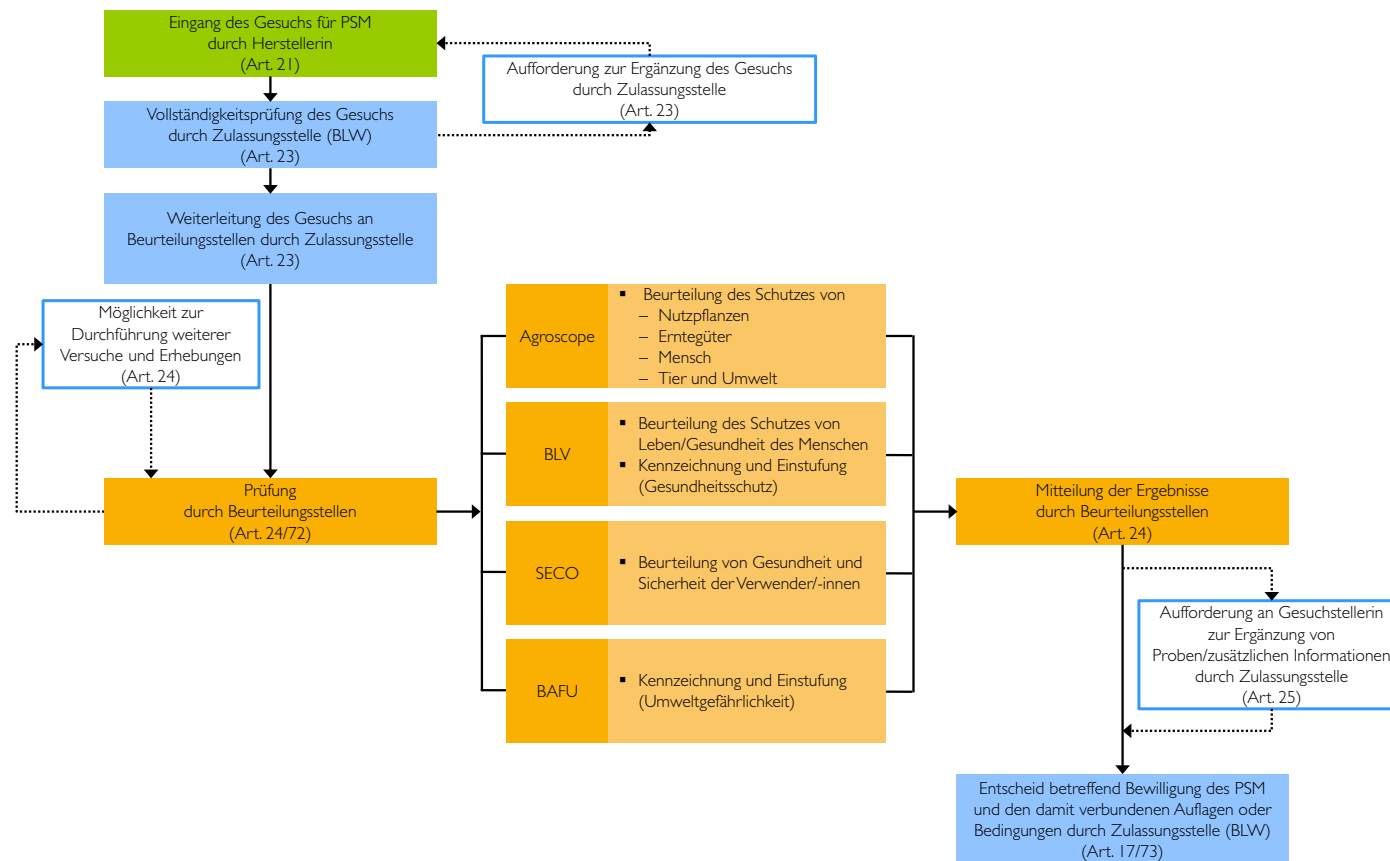 Eingang des Gesuchs für PSM
durch Herstellerin
(Art. 21)
Aufforderung zur Ergänzung des Gesuchs
durch Zulassungsstelle
(Art. 23)
Vollständigkeitsprüfung des Gesuchs
durch Zulassungsstelle (BLW)
(Art. 23)
Weiterleitung des Gesuchs an
Beurteilungsstellen durch Zulassungsstelle
(Art. 23)
Möglichkeit zur
Durchführung weiterer
Versuche und Erhebungen
(Art. 24)
Prüfung
durch Beurteilungsstellen
(Art. 24/72)
Agroscope
▪ Beurteilung des Schutzes von
– Nutzpflanzen
– Erntegüter
– Mensch
– Tier und Umwelt
BLV
▪ Beurteilung des Schutzes von
Leben/Gesundheit des Menschen
▪ Kennzeichnung und Einstufung
(Gesundheitsschutz)
SECO
▪ Beurteilung von Gesundheit und
Sicherheit der Verwender/-innen
BAFU
▪ Kennzeichnung und Einstufung
(Umweltgefährlichkeit)
Mitteilung der Ergebnisse
durch Beurteilungsstellen
(Art. 24)
Aufforderung an Gesuchstellerin
zur Ergänzung von
Proben/zusätzlichen Informationen
durch Zulassungsstelle
(Art. 25)
Entscheid betreffend Bewilligung des PSM
und den damit verbundenen Auflagen oder
Bedingungen durch Zulassungsstelle (BLW)
(Art. 17/73)